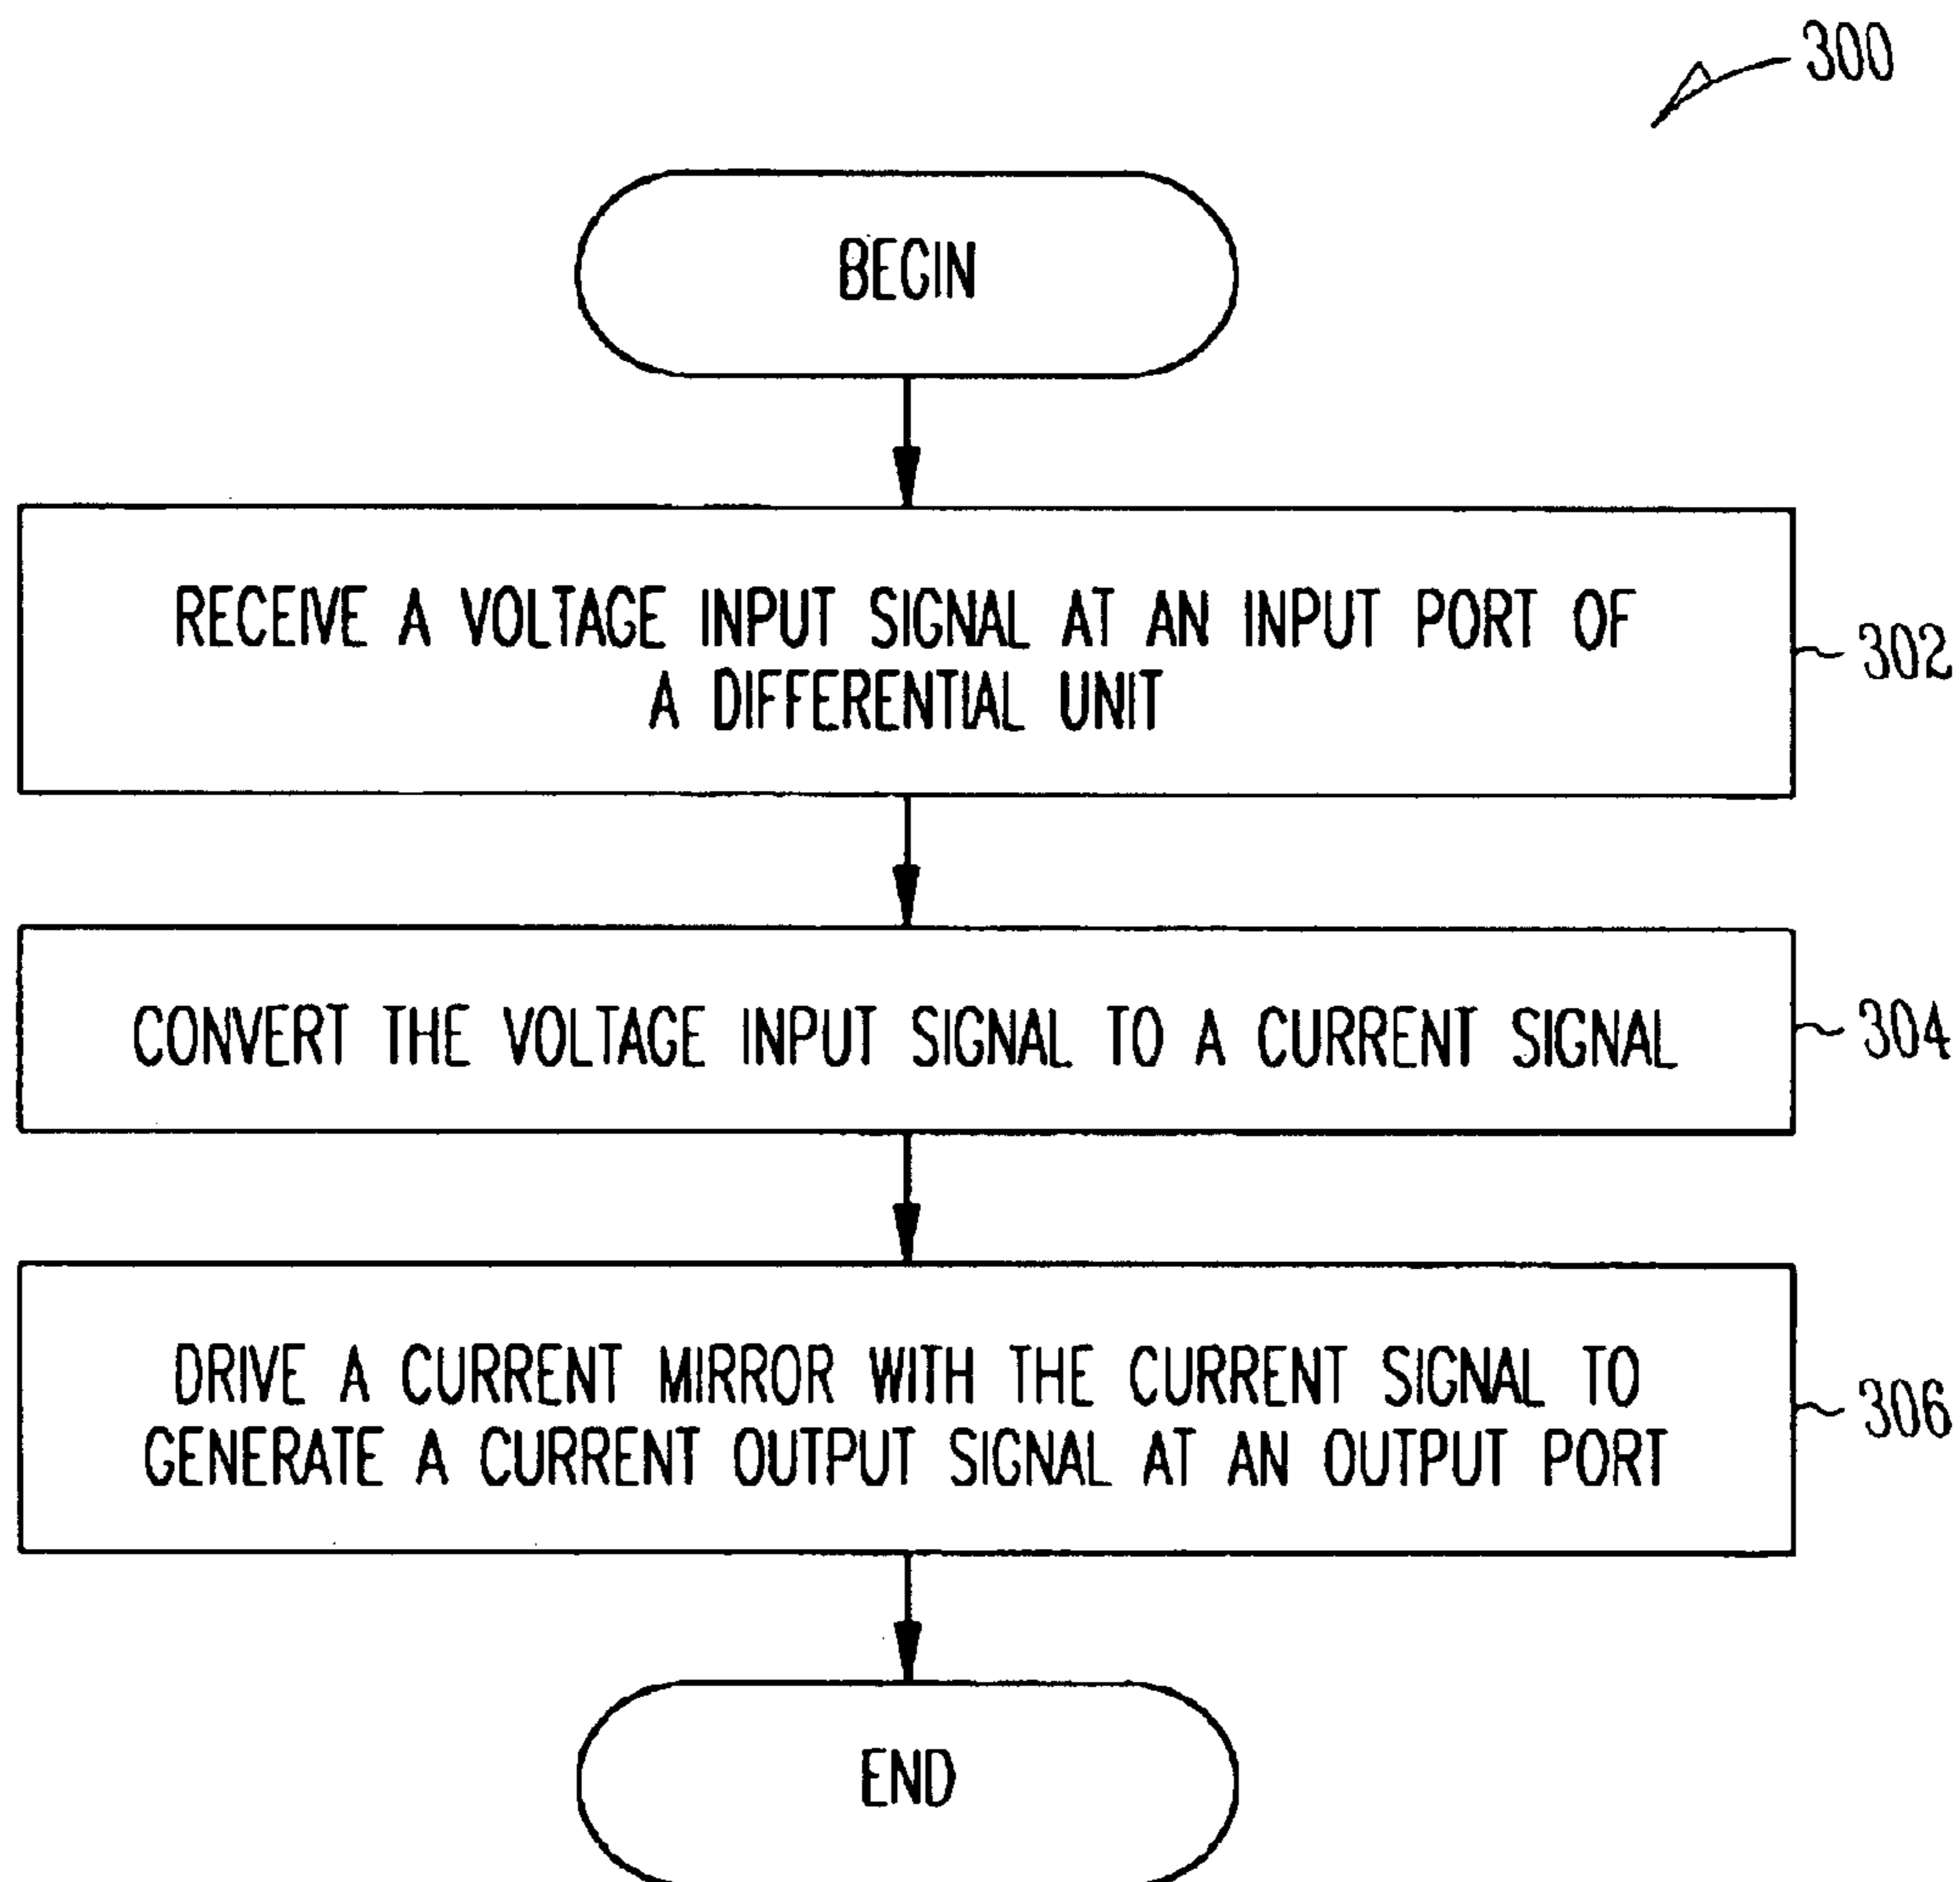 300
BEGIN
RECEIVE A VOLTAGE INPUT SIGNAL AT AN INPUT PORT OF
A DIFFERENTIAL UNIT
302
CONVERT THE VOLTAGE INPUT SIGNAL TO A CURRENT SIGNAL
304
DRIVE A CURRENT MIRROR WITH THE CURRENT SIGNAL TO
GENERATE A CURRENT OUTPUT SIGNAL AT AN OUTPUT PORT
306
END